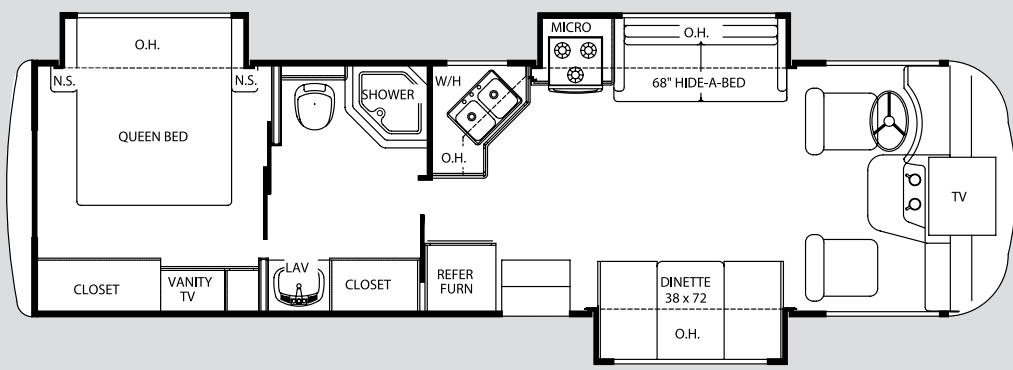 O.H.
N.S.
N.S.
QUEEN BED
SHOWER
W/H
O.H.
MICRO
O.H.
68" HIDE-A-BED
TV
CLOSET
VANITY
TV
LAV
CLOSET
REFER
FURN
DINETTE
38 x 72
O.H.